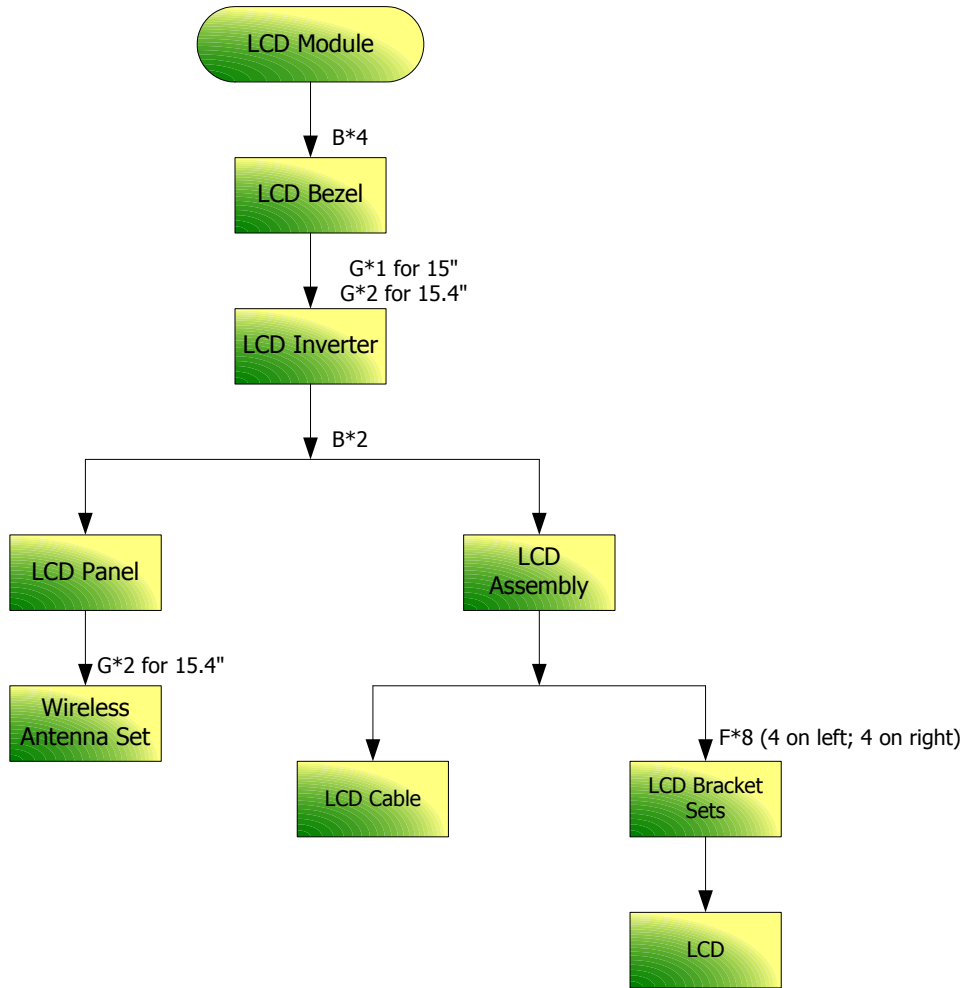 LCD Module
B*4
LCD Bezel
G*1 for 15"
G*2 for 15.4"
LCD Inverter
B*2
LCD Panel
LCD
Assembly
G*2 for 15.4"
Wireless
Antenna Set
F*8 (4 on left; 4 on right)
LCD Cable
LCD Bracket
Sets
LCD